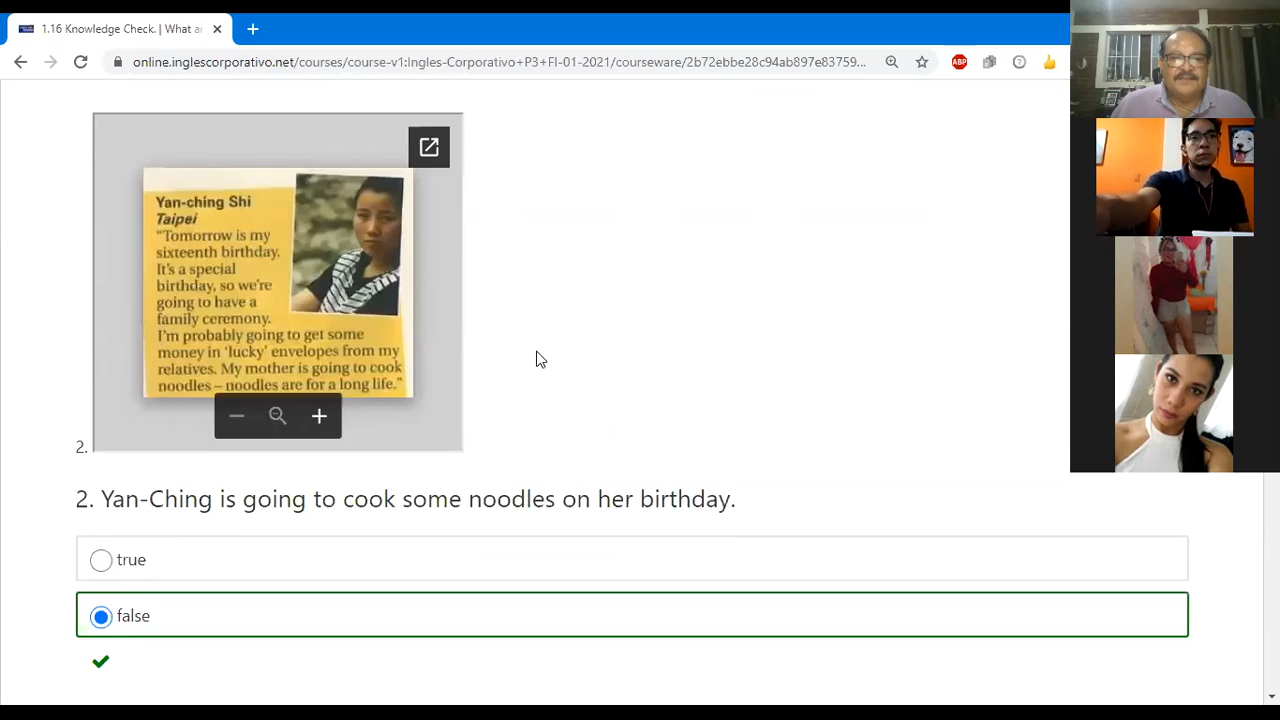 1.16 Knowledge Check. | What a
online.inglescorporativo.net/courses/course-v1:Ingles-Corporativo+P3+FI-01-2021/courseware/2b72ebbe28c94ab897e83759...
ABP
Yan-ching Shi
Taipei
"Tomorrow is my
sixteenth birthday.
It's a special
birthday, so we're
going to have a
family ceremony.
I'm probably going to get some
money in 'lucky' envelopes from my
relatives. My mother is going to cook
noodles – noodles are for a long life."
2.
2. Yan-Ching is going to cook some noodles on her birthday.
true
false